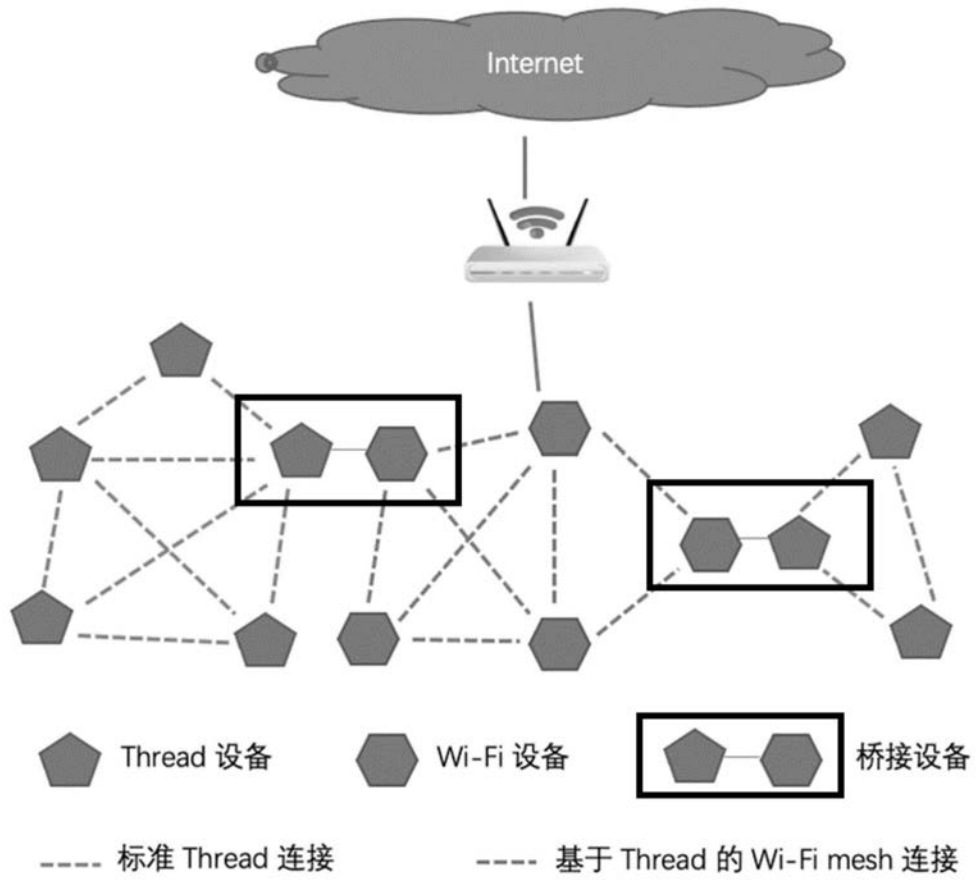 Internet
Thread 设备
Wi-Fi 设备
桥接设备
标准 Thread 连接
基于 Thread 的 Wi-Fi mesh 连接